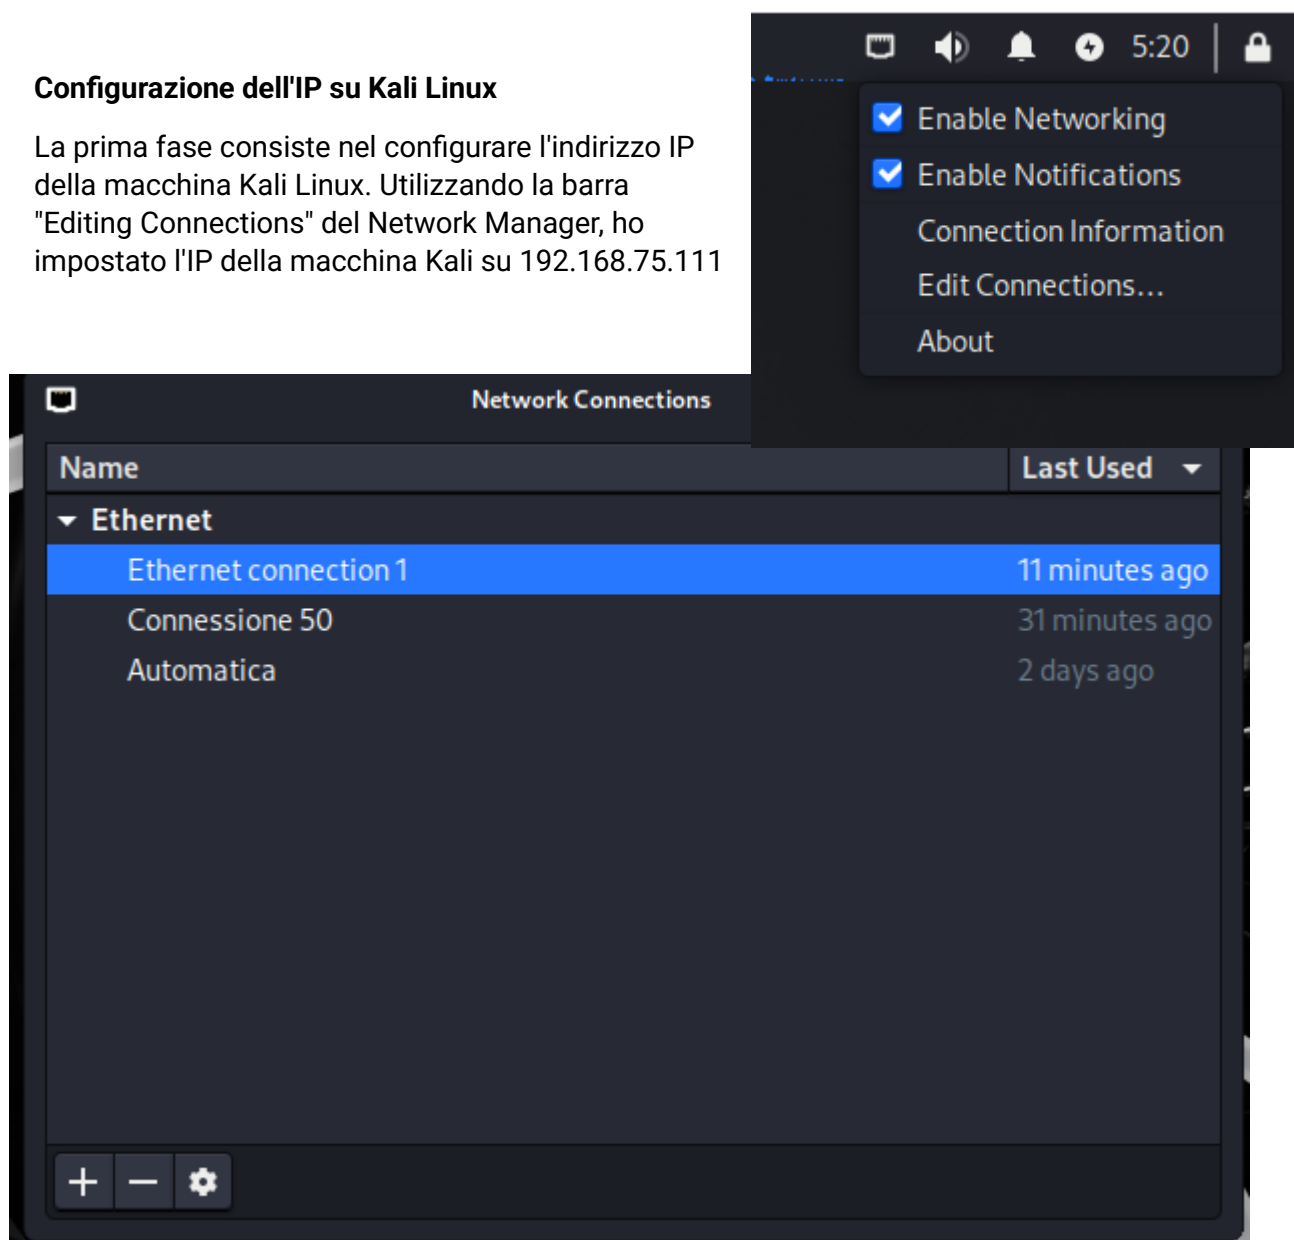 Configurazione dell'IP su Kali Linux
La prima fase consiste nel configurare l'indirizzo IP
della macchina Kali Linux. Utilizzando la barra
"Editing Connections" del Network Manager, ho
impostato l'IP della macchina Kali su 192.168.75.111
5:20
Enable Networking
Enable Notifications
Connection Information
Edit Connections...
About
Network Connections
Name Last Used
Ethernet
Ethernet connection 1 11 minutes ago
Connessione 50 31 minutes ago
Automatica 2 days ago